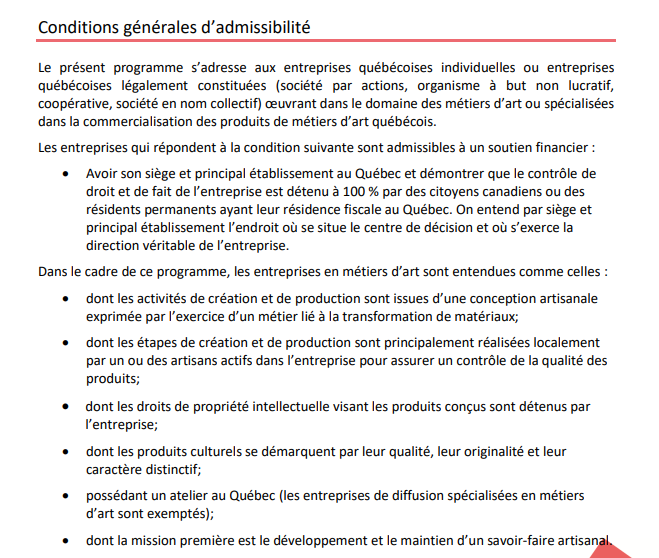 Conditions générales d’admissibilité
Le présent programme s’adresse aux entreprises québécoises individuelles ou entreprises
québécoises légalement constituées (société par actions, organisme à but non lucratif,
coopérative, société en nom collectif) œuvrant dans le domaine des métiers d’art ou spécialisées
dans la commercialisation des produits de métiers d’art québécois.
Les entreprises qui répondent à la condition suivante sont admissibles à un soutien financier :
• Avoir son siège et principal établissement au Québec et démontrer que le contrôle de
droit et de fait de l’entreprise est détenu à 100 % par des citoyens canadiens ou des
résidents permanents ayant leur résidence fiscale au Québec. On entend par siège et
principal établissement l’endroit où se situe le centre de décision et où s’exerce la
direction véritable de l’entreprise.
Dans le cadre de ce programme, les entreprises en métiers d’art sont entendues comme celles :
• dont les activités de création et de production sont issues d’une conception artisanale
exprimée par l’exercice d’un métier lié à la transformation de matériaux;
• dont les étapes de création et de production sont principalement réalisées localement
par un ou des artisans actifs dans l’entreprise pour assurer un contrôle de la qualité des
produits;
• dont les droits de propriété intellectuelle visant les produits conçus sont détenus par
l’entreprise;
• dont les produits culturels se démarquent par leur qualité, leur originalité et leur
caractère distinctif;
• possédant un atelier au Québec (les entreprises de diffusion spécialisées en métiers
d’art sont exemptés);
• dont la mission première est le développement et le maintien d’un savoir-faire artisanal.